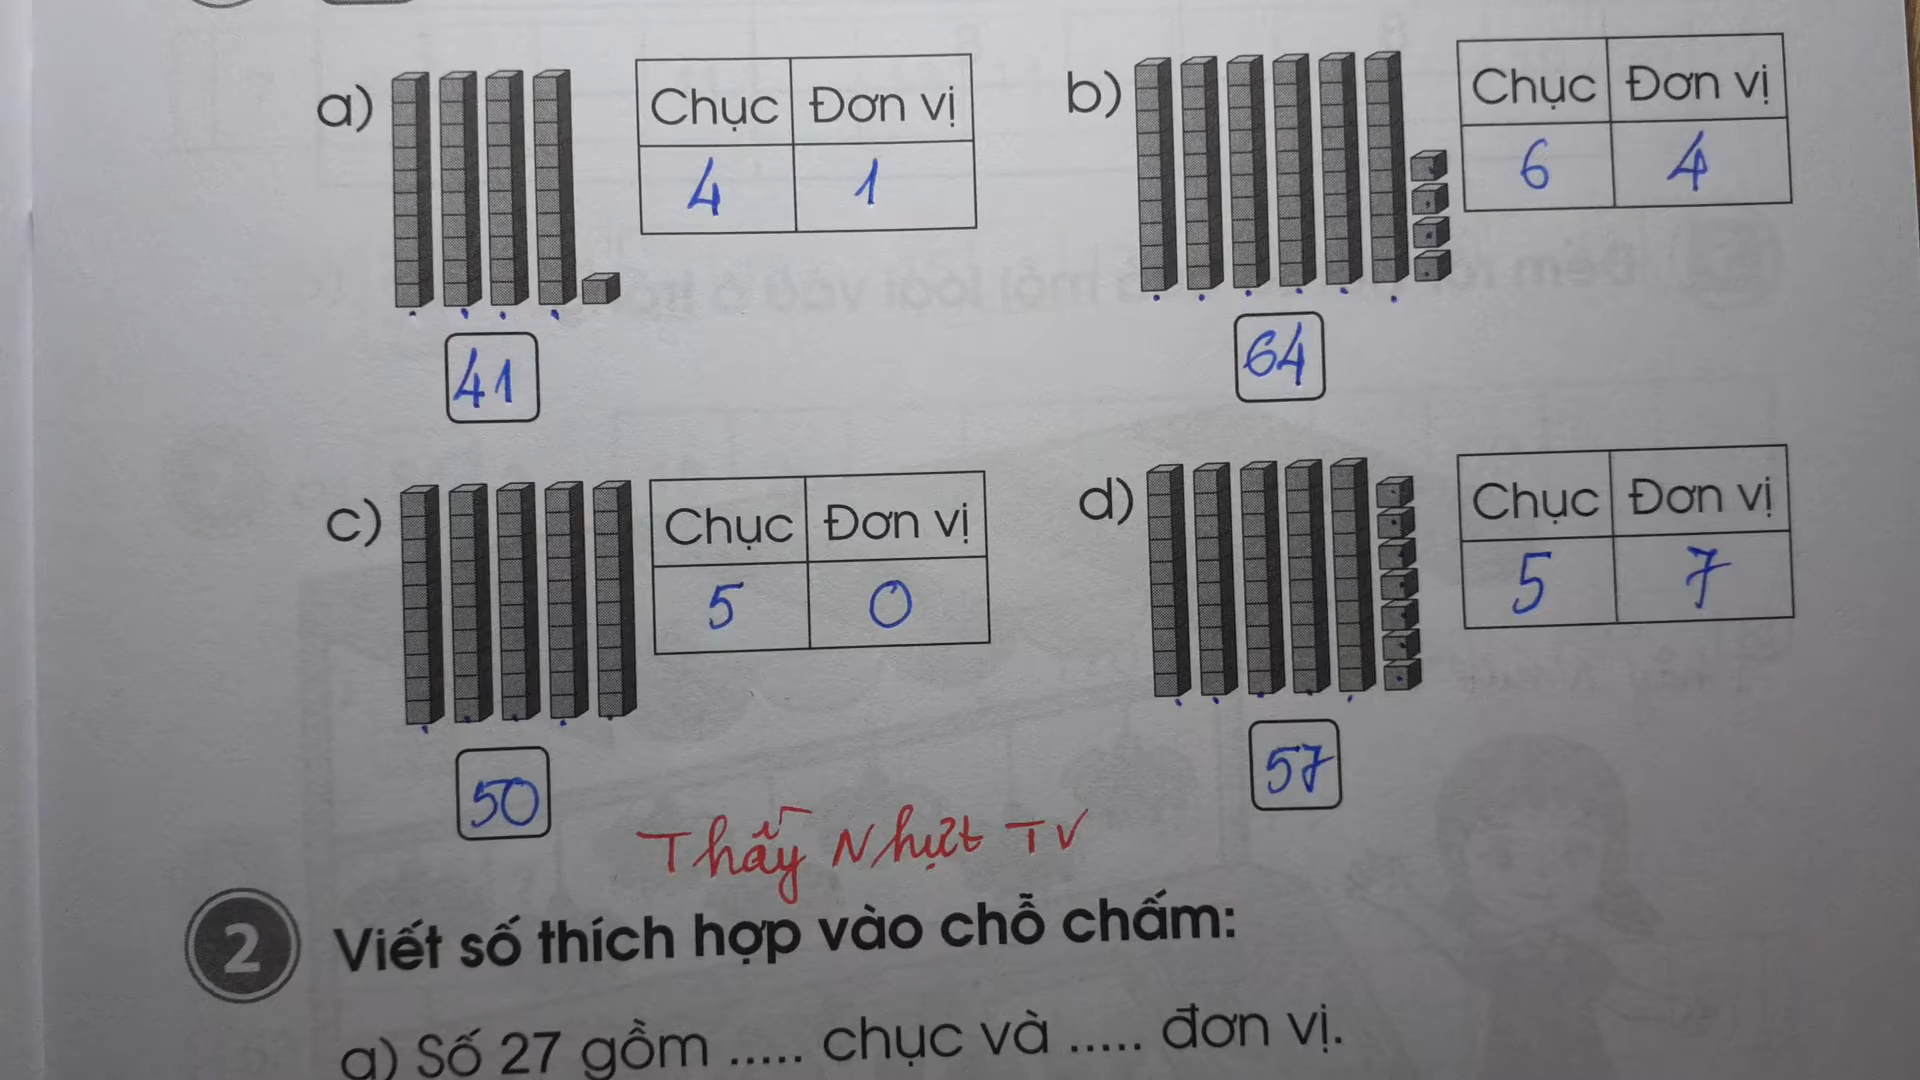 a)
Chục Đơn vị
4 1
41
b)
Chục Đơn vị
6 4
64
c)
Chục Đơn vị
5 0
50
d)
Chục Đơn vị
5 7
57
Thầy Nhựt TV
2 Viết số thích hợp vào chỗ chấm:
a) Số 27 gồm ..... chục và ..... đơn vị.